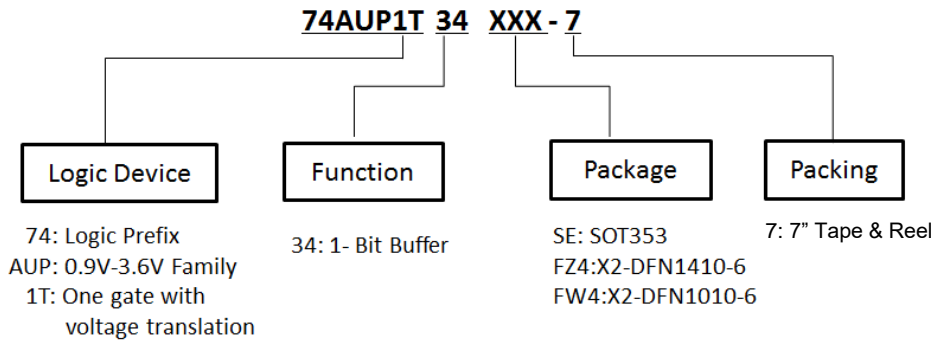 74AUP1T 34 XXX - 7
Logic Device
Function
Package
Packing
74: Logic Prefix
AUP: 0.9V-3.6V Family
1T: One gate with
voltage translation
34: 1- Bit Buffer
SE: SOT353
FZ4:X2-DFN1410-6
FW4:X2-DFN1010-6
7: 7” Tape & Reel